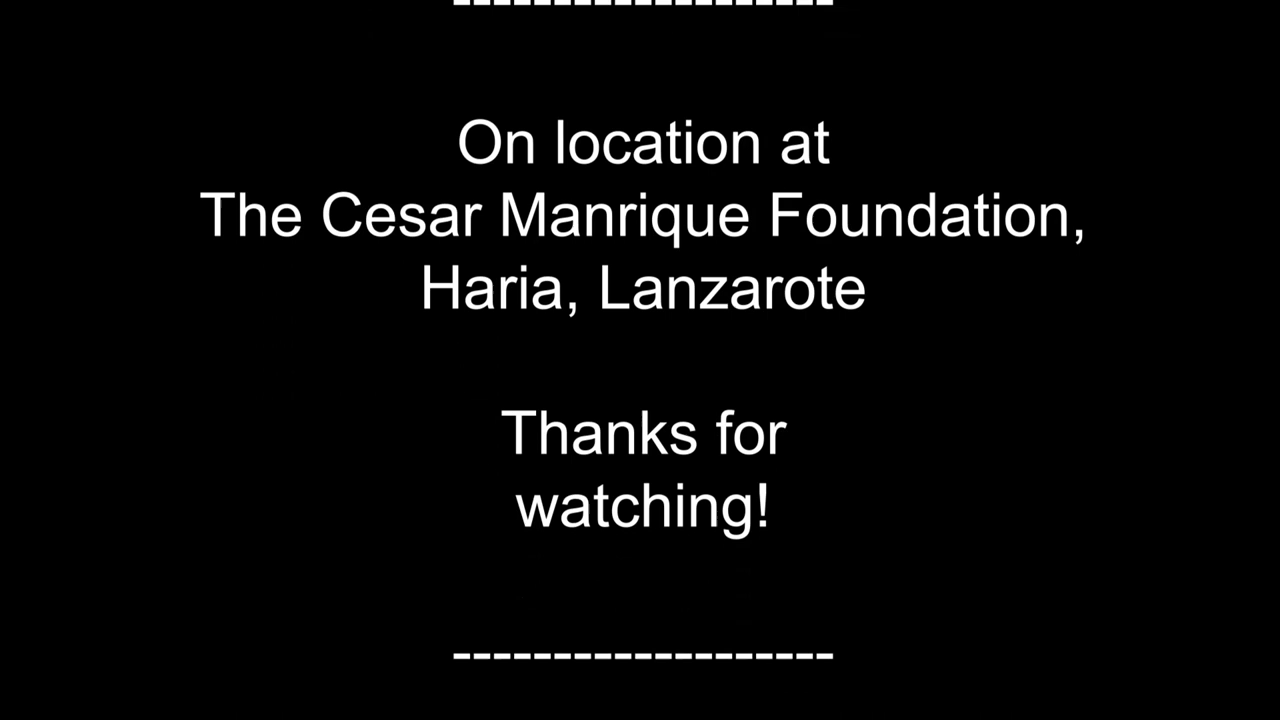 -------------------
On location at
The Cesar Manrique Foundation,
Haria, Lanzarote
Thanks for
watching!
-------------------